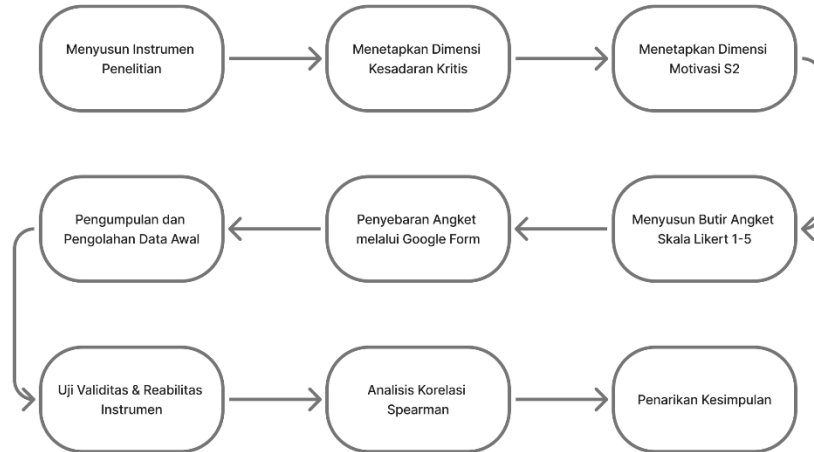 Menyusun Instrumen
Penelitian
Menetapkan Dimensi
Kesadaran Kritis
Menetapkan Dimensi
Motivasi S2
Menyusun Butir Angket
Skala Likert 1-5
Penyebaran Angket
melalui Google Form
Pengumpulan dan
Pengolahan Data Awal
Uji Validitas & Reabilitas
Instrumen
Analisis Korelasi
Spearman
Penarikan Kesimpulan